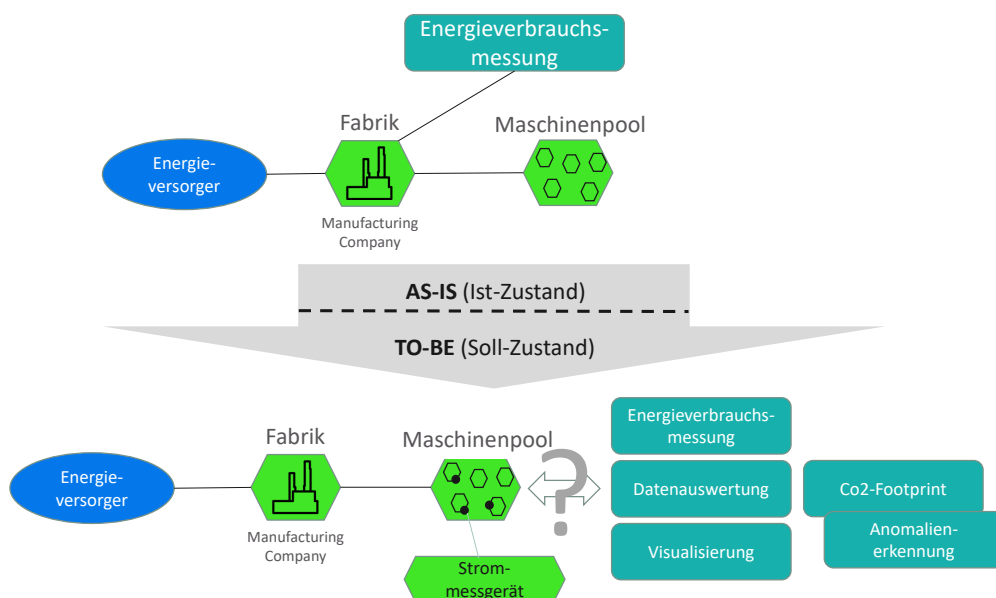 Energieverbrauchs-
messung
Fabrik
Maschinenpool
Energie-
versorger
Manufacturing
Company
AS-IS (Ist-Zustand)
TO-BE (Soll-Zustand)
Energieverbrauchs-
messung
Fabrik
Maschinenpool
?
Energie-
versorger
Datenauswertung
Co2-Footprint
Manufacturing
Company
Visualisierung
Anomalien-
erkennung
Strom-
messgerät